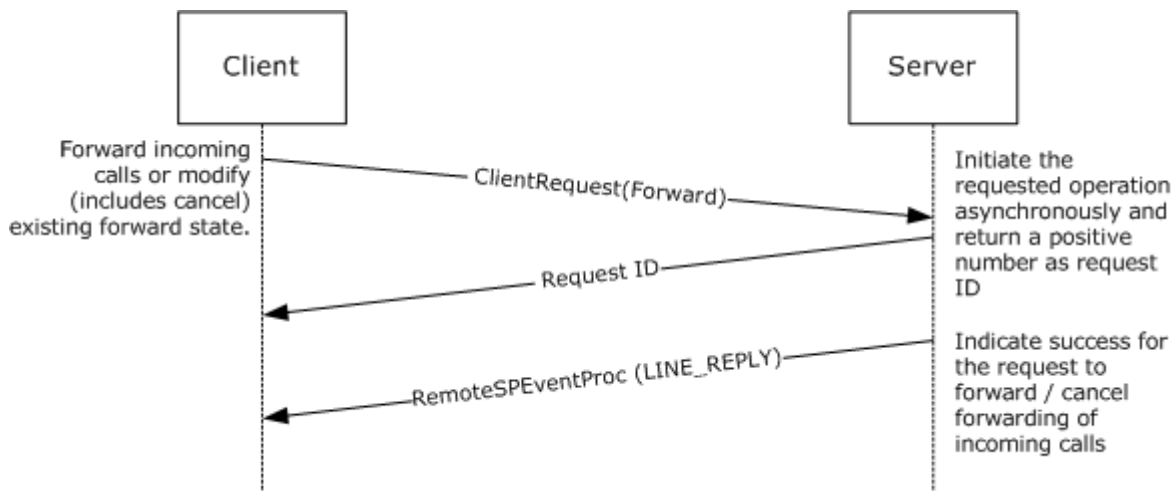 Client
Server
Forward incoming
calls or modify
(includes cancel)
existing forward state.
ClientRequest(Forward)
Initiate the
requested operation
asynchronously and
return a positive
number as request
ID
Request ID
RemoteSPEventProc (LINE_REPLY)
Indicate success for
the request to
forward / cancel
forwarding of
incoming calls